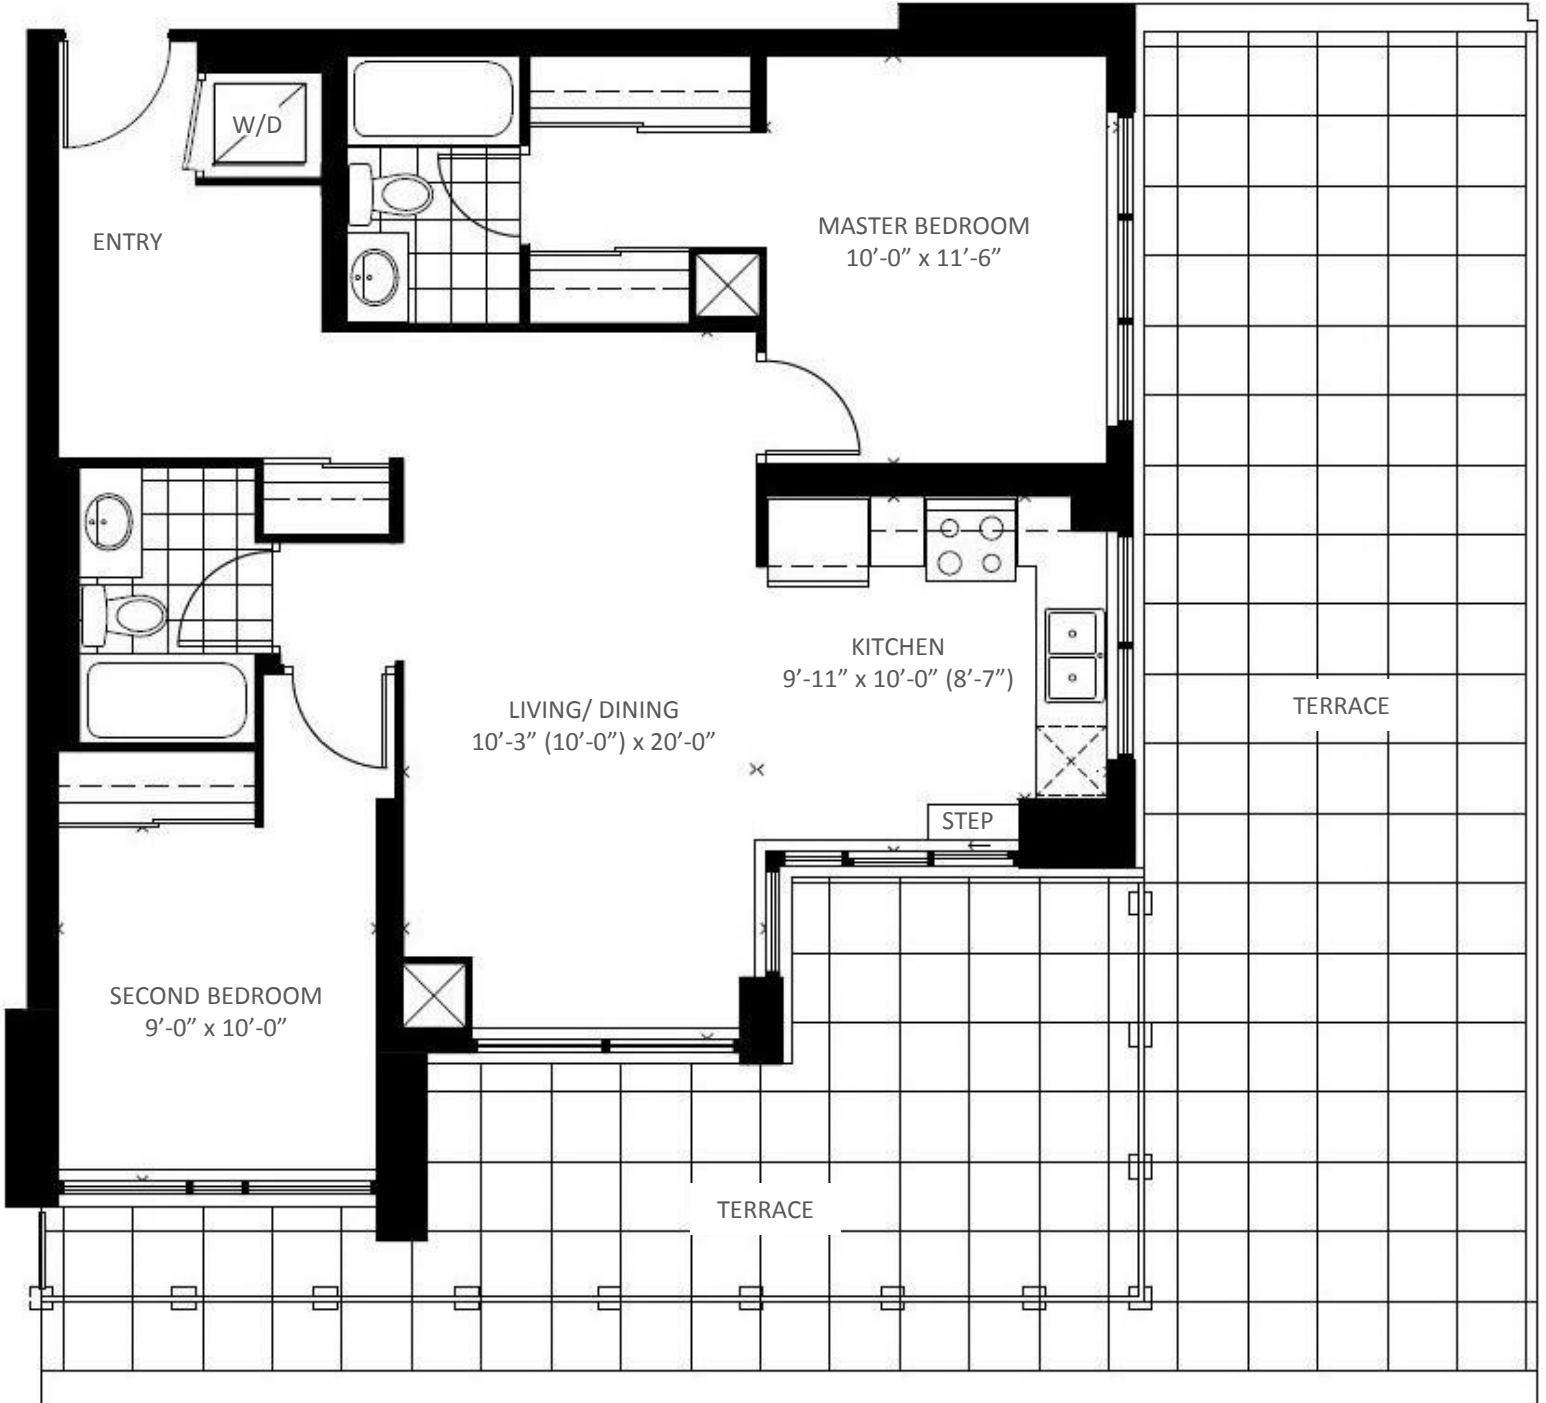 W/D
ENTRY
MASTER BEDROOM
10’-0” x 11’-6”
KITCHEN
9’-11” x 10’-0” (8’-7”)
LIVING/ DINING
10’-3” (10’-0”) x 20’-0”
TERRACE
STEP
SECOND BEDROOM
9’-0” x 10’-0”
TERRACE